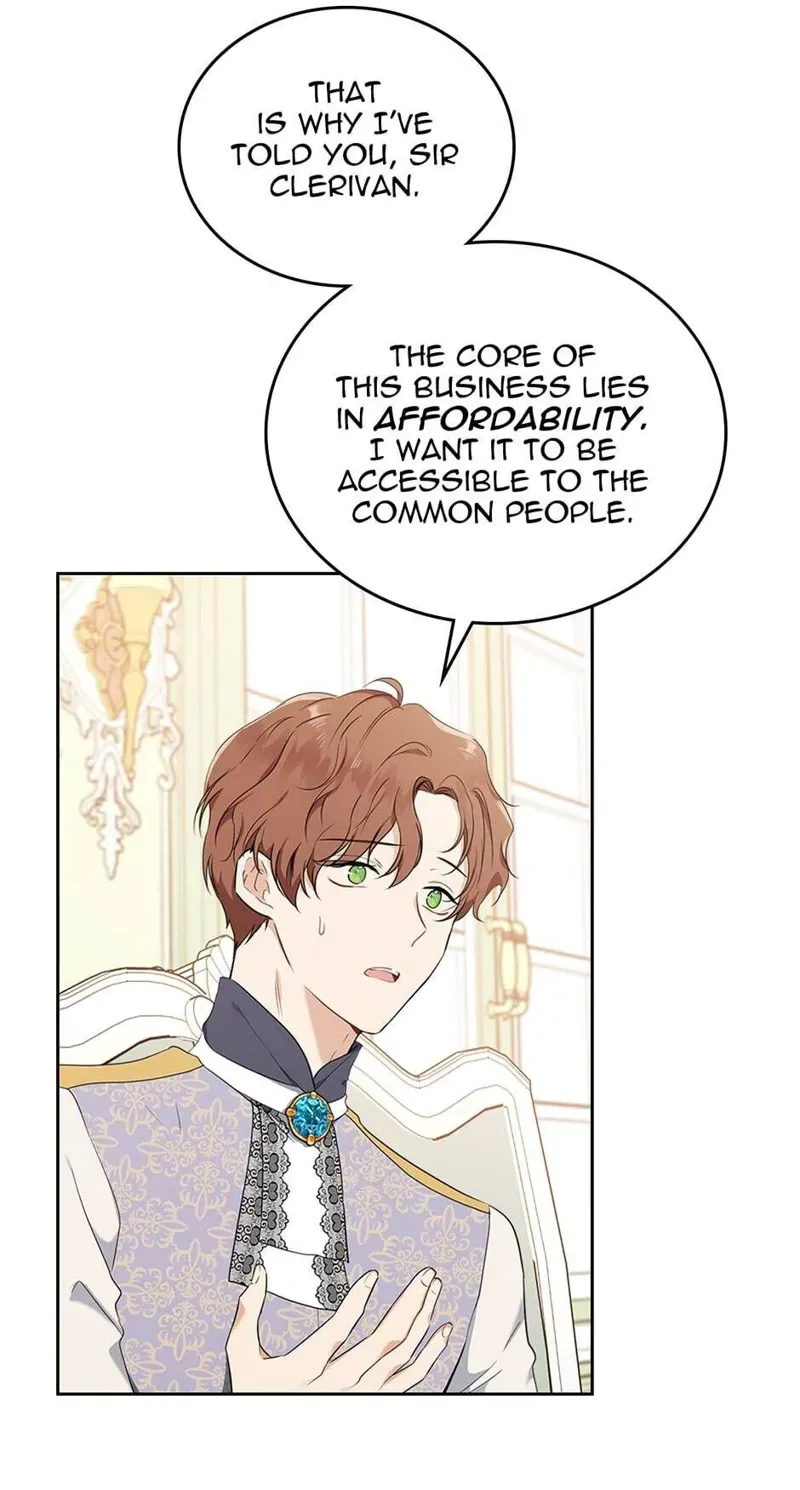 THAT
IS WHY I'VE
TOLD YOU, SIR
CLERIVAN.
THE CORE OF
THIS BUSINESS LIES
IN AFFORDABILITY.
I WANT IT TO BE
ACCESSIBLE TO THE
COMMON PEOPLE.